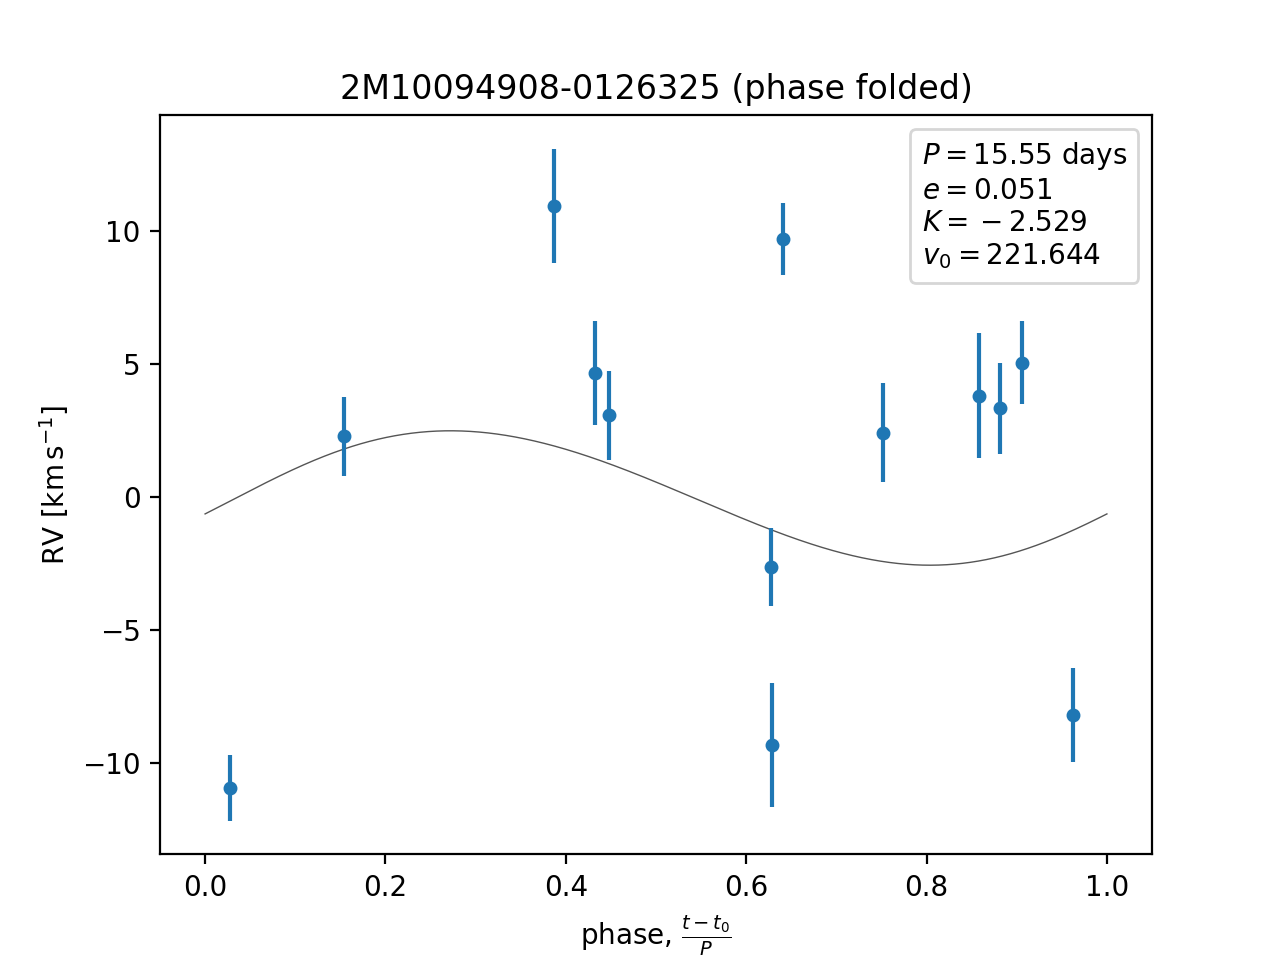 2M10094908-0126325 (phase folded)
P = 15.55 days
e = 0.051
K = −2.529
v₀ = 221.644
RV [km s⁻¹]
10
5
0
−5
−10
0.0 0.2 0.4 0.6 0.8 1.0
phase, (t − t₀)/P